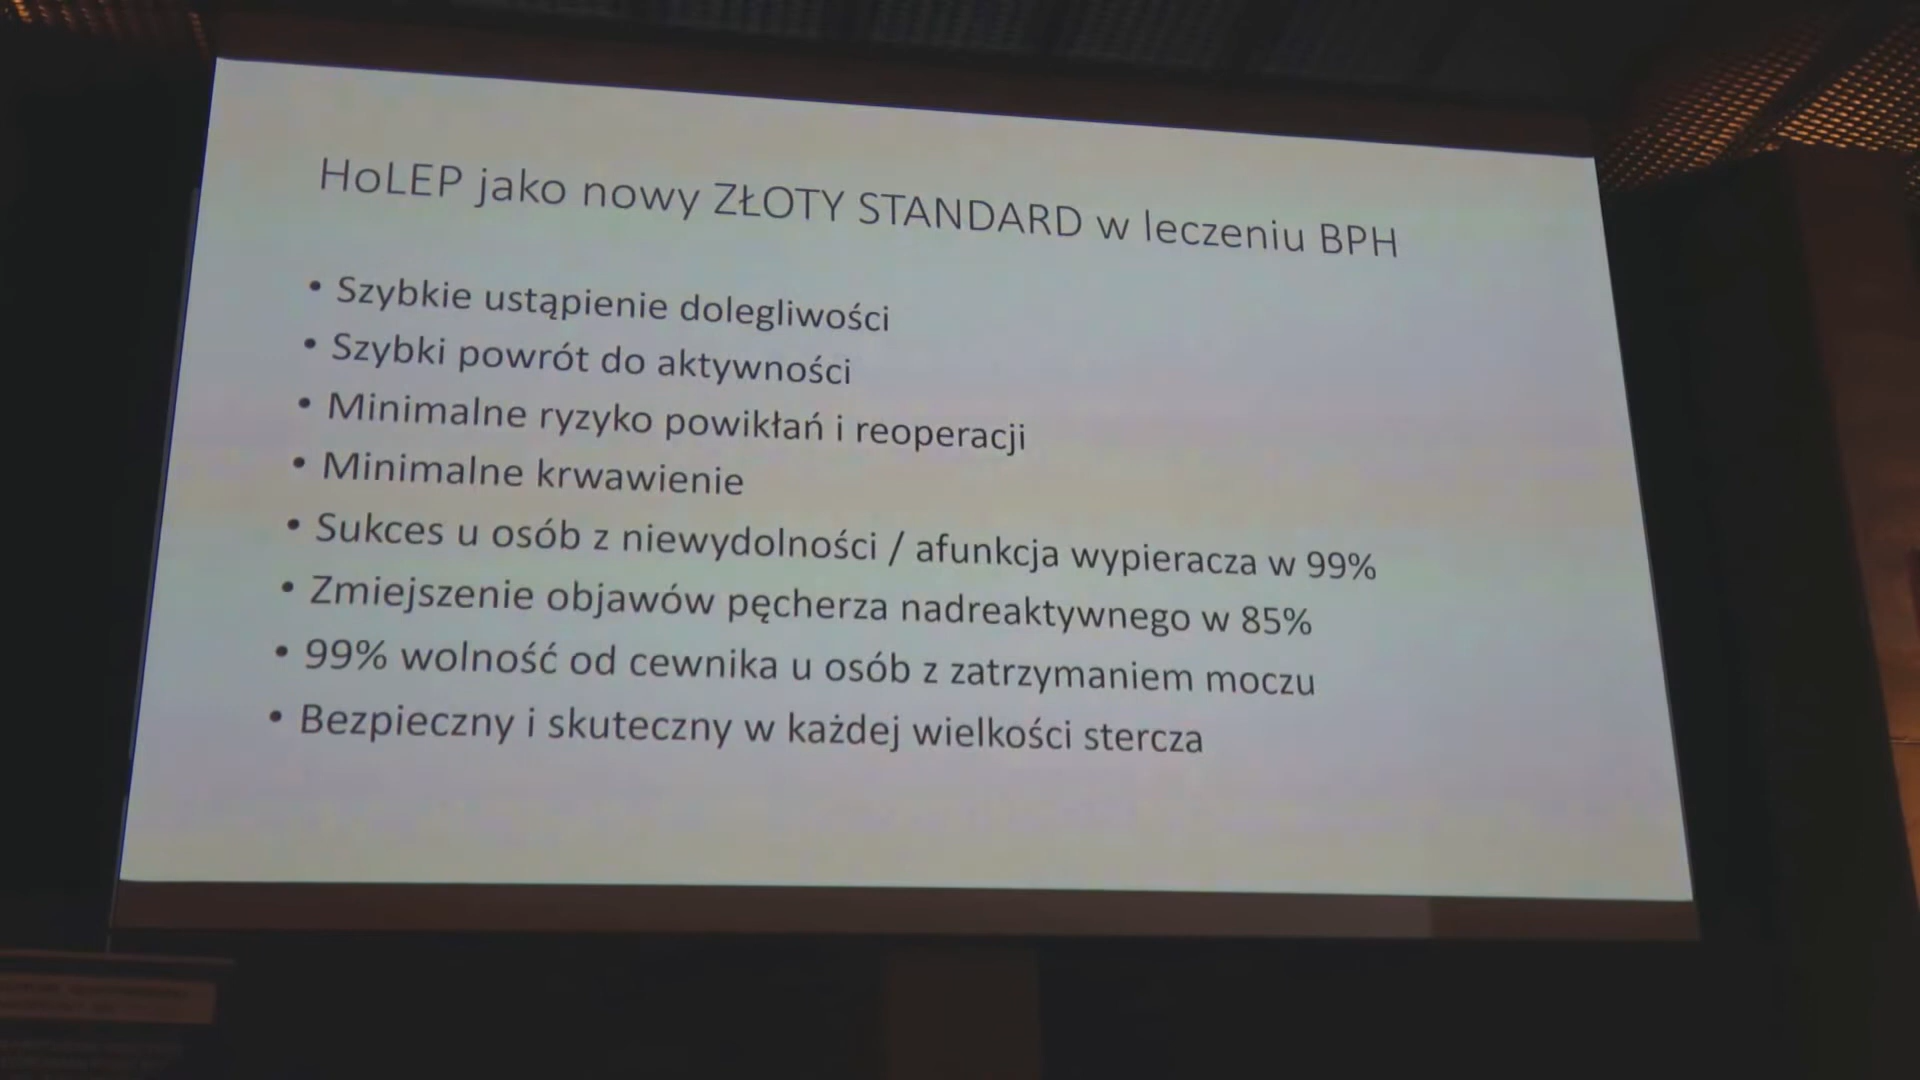 HoLEP jako nowy ZŁOTY STANDARD w leczeniu BPH
• Szybkie ustąpienie dolegliwości
• Szybki powrót do aktywności
• Minimalne ryzyko powikłań i reoperacji
• Minimalne krwawienie
• Sukces u osób z niewydolności / afunkcja wypieracza w 99%
• Zmiejszenie objawów pęcherza nadreaktywnego w 85%
• 99% wolność od cewnika u osób z zatrzymaniem moczu
• Bezpieczny i skuteczny w każdej wielkości stercza